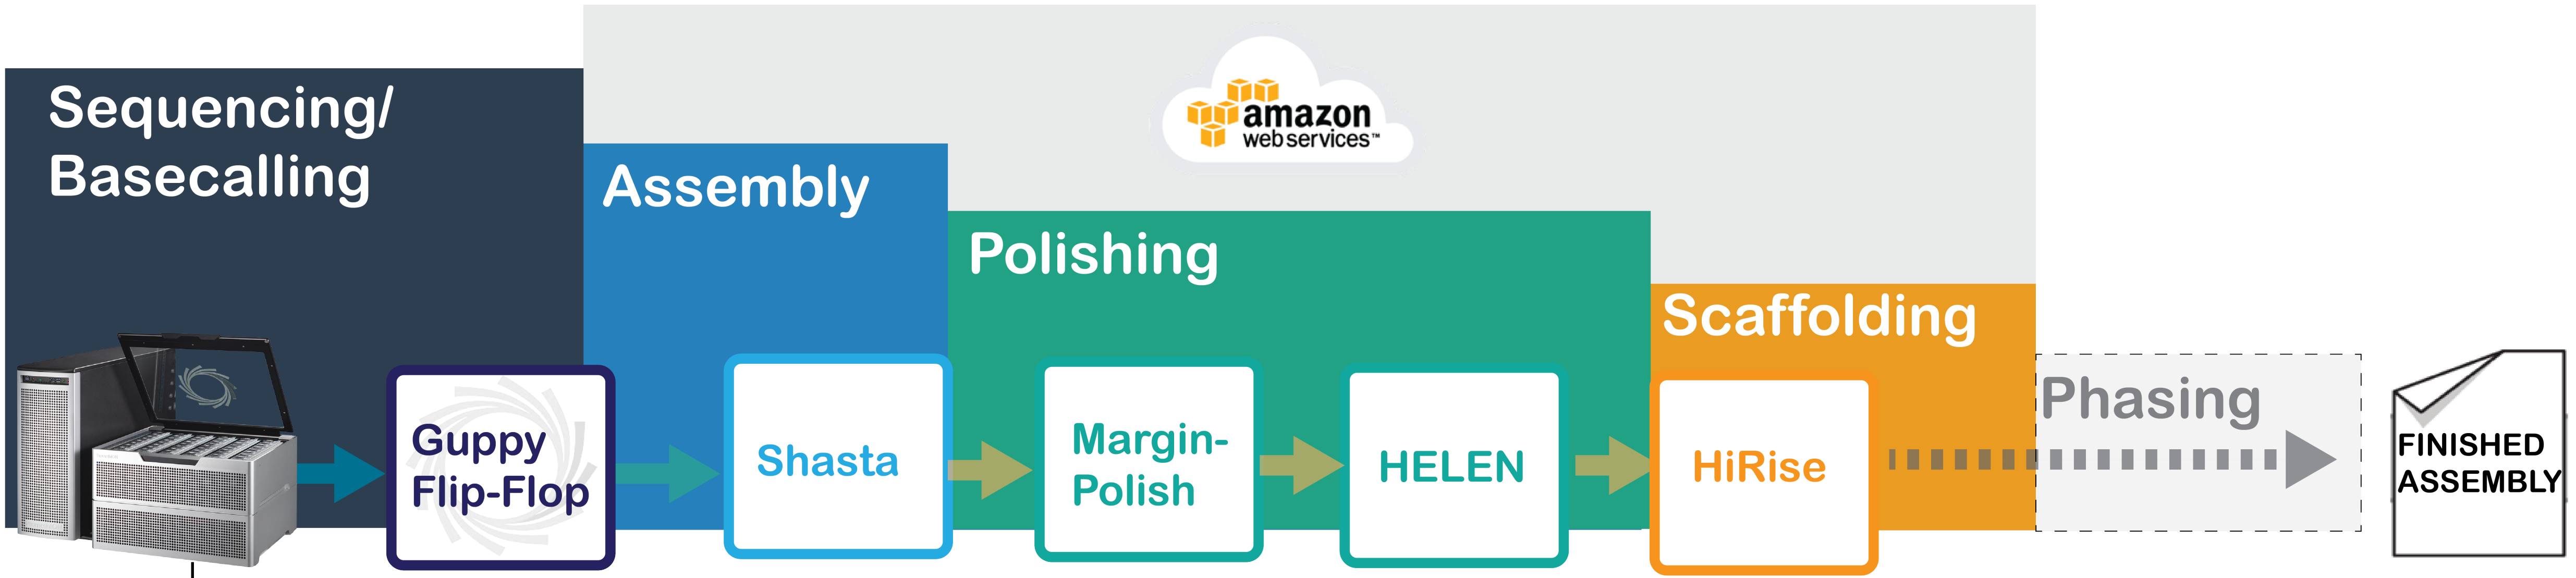 Sequencing/
Basecalling
amazon
web services™
Assembly
Polishing
Scaffolding
Phasing
Guppy
Flip-Flop
Shasta
Margin-
Polish
HELEN
HiRise
FINISHED
ASSEMBLY